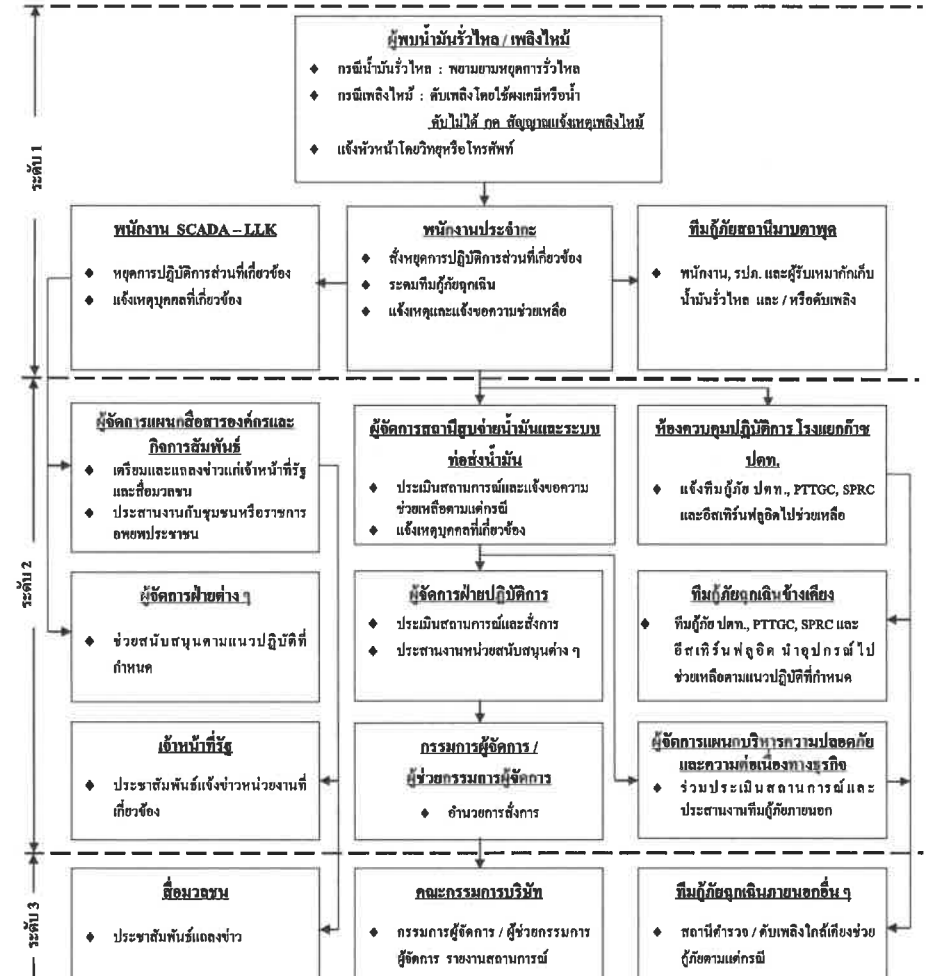 ผู้พบน้ำมันรั่วไหล / เพลิงไหม้
♦ กรณีน้ำมันรั่วไหล : พยามยามหยุดการรั่วไหล
♦ กรณีเพลิงไหม้ : ดับเพลิงโดยใช้ผงเคมีหรือน้ำ
ดับไม่ได้ กด สัญญาณแจ้งเหตุเพลิงไหม้
♦ แจ้งหัวหน้าโดยวิทยุหรือโทรศัพท์
ระดับ 1
พนักงาน SCADA – LLK
♦ หยุดการปฏิบัติการส่วนที่เกี่ยวข้อง
♦ แจ้งเหตุบุคคลที่เกี่ยวข้อง
พนักงานประจำกะ
♦ สั่งหยุดการปฏิบัติการส่วนที่เกี่ยวข้อง
♦ ระดมทีมกู้ภัยฉุกเฉิน
♦ แจ้งเหตุและแจ้งขอความช่วยเหลือ
ทีมกู้ภัยสถานีมาบตาพุด
♦ พนักงาน, รปภ. และผู้รับเหมากักเก็บ
น้ำมันรั่วไหล และ / หรือดับเพลิง
ระดับ 2
ผู้จัดการแผนกสื่อสารองค์กรและ
กิจการสัมพันธ์
♦ เตรียมและแถลงข่าวแก่เจ้าหน้าที่รัฐ
และสื่อมวลชน
♦ ประสานงานกับชุมชนหรือราชการ
อพยพประชาชน
ผู้จัดการสถานีสูบจ่ายน้ำมันและระบบ
ท่อส่งน้ำมัน
♦ ประเมินสถานการณ์และแจ้งขอความ
ช่วยเหลือตามแต่กรณี
♦ แจ้งเหตุบุคคลที่เกี่ยวข้อง
ห้องควบคุมปฏิบัติการ โรงแยกก๊าซ
ปตท.
♦ แจ้งทีมกู้ภัย ปตท., PTTGC, SPRC
และอีสเทิร์นฟลูอิดไปช่วยเหลือ
ผู้จัดการฝ่ายต่าง ๆ
♦ ช่วยสนับสนุนตามแนวปฏิบัติที่
กำหนด
ผู้จัดการฝ่ายปฏิบัติการ
♦ ประเมินสถานการณ์และสั่งการ
♦ ประสานงานหน่วยสนับสนุนต่าง ๆ
ทีมกู้ภัยฉุกเฉินข้างเคียง
♦ ทีมกู้ภัย ปตท., PTTGC, SPRC และ
อีสเทิร์นฟลูอิด นำอุปกรณ์ไป
ช่วยเหลือตามแนวปฏิบัติที่กำหนด
เจ้าหน้าที่รัฐ
♦ ประชาสัมพันธ์แจ้งข่าวหน่วยงานที่
เกี่ยวข้อง
กรรมการผู้จัดการ /
ผู้ช่วยกรรมการผู้จัดการ
♦ อำนวยการสั่งการ
ผู้จัดการแผนกบริหารความปลอดภัย
และความต่อเนื่องทางธุรกิจ
♦ ร่วมประเมินสถานการณ์และ
ประสานงานทีมกู้ภัยภายนอก
ระดับ 3
สื่อมวลชน
♦ ประชาสัมพันธ์แถลงข่าว
คณะกรรมการบริษัท
♦ กรรมการผู้จัดการ / ผู้ช่วยกรรมการ
ผู้จัดการ รายงานสถานการณ์
ทีมกู้ภัยฉุกเฉินภายนอกอื่น ๆ
♦ สถานีตำรวจ / ดับเพลิงใกล้เคียงช่วย
กู้ภัยตามแต่กรณี